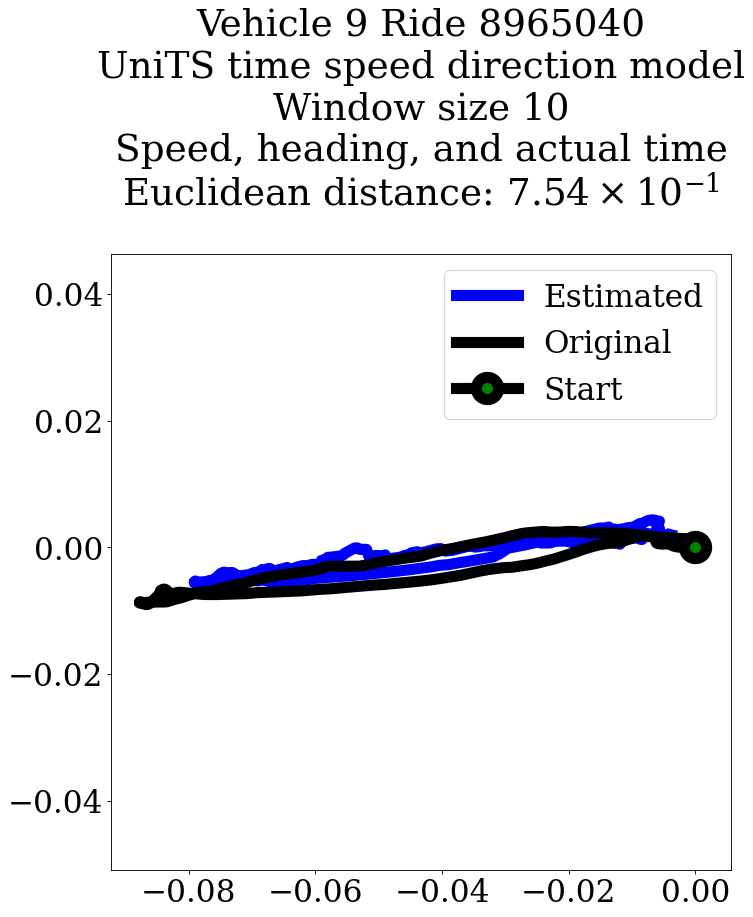 Vehicle 9 Ride 8965040
UniTS time speed direction model
Window size 10
Speed, heading, and actual time
Euclidean distance: 7.54 × 10⁻¹
Estimated
Original
Start
0.04
0.02
0.00
−0.02
−0.04
−0.08 −0.06 −0.04 −0.02 0.00